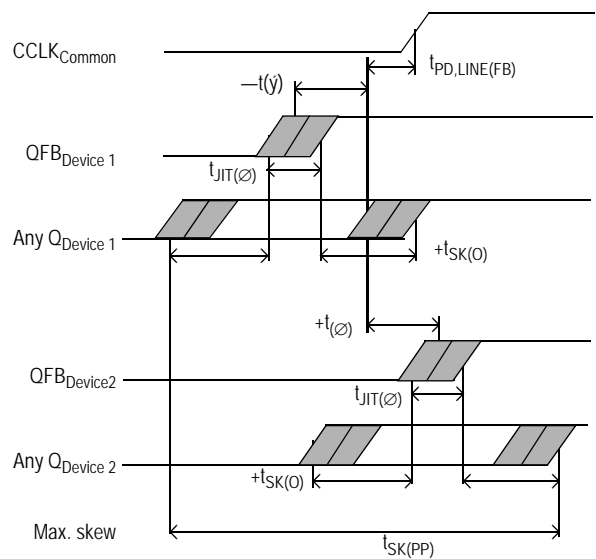 CCLKCommon
tPD,LINE(FB)
—t(ý)
QFBDevice 1
tJIT(∅)
Any QDevice 1
+tSK(O)
+t(∅)
QFBDevice2
tJIT(∅)
Any QDevice 2
+tSK(O)
Max. skew
tSK(PP)